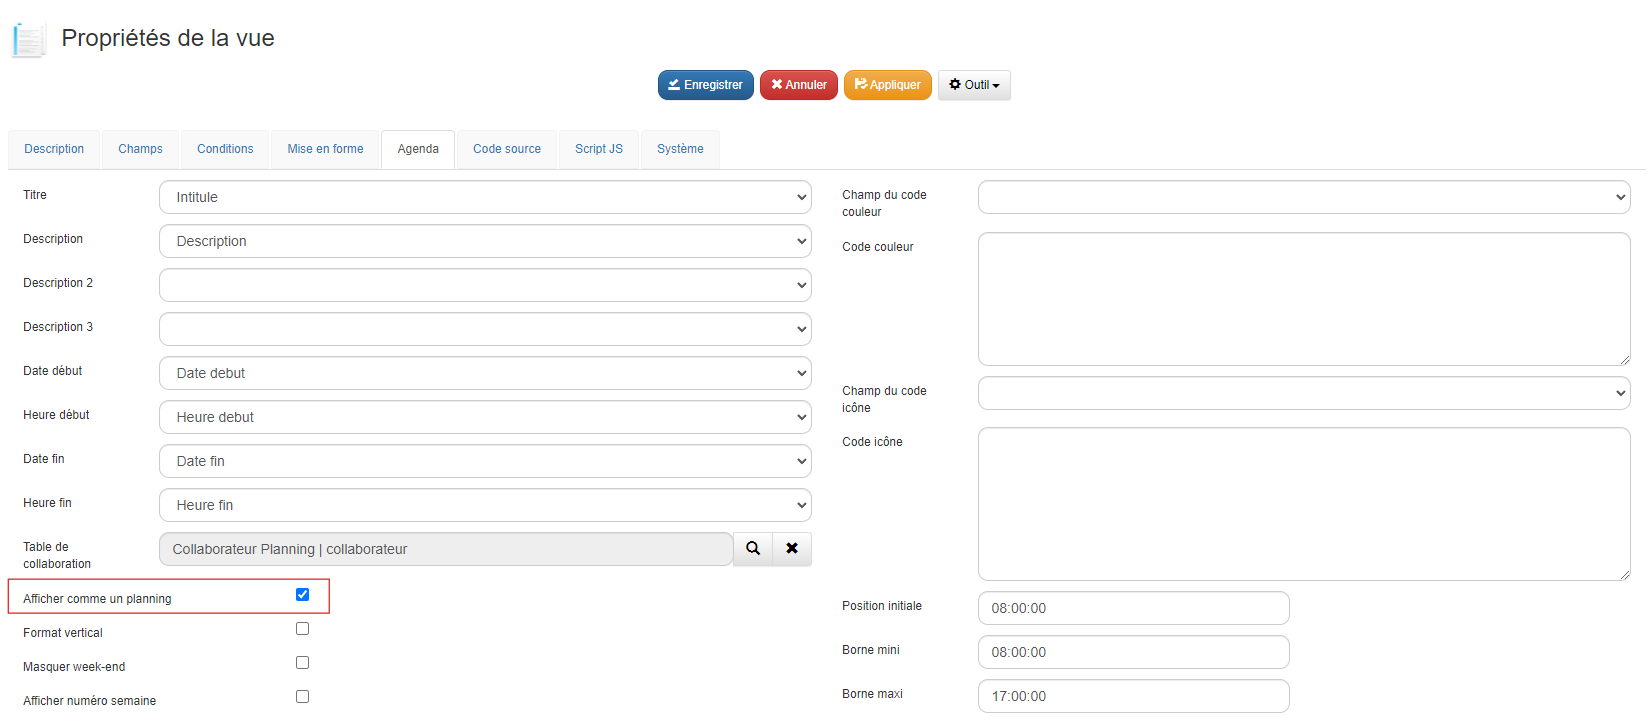 Propriétés de la vue
Enregistrer
Annuler
Appliquer
Outil
Description
Champs
Conditions
Mise en forme
Agenda
Code source
Script JS
Système
Titre
Intitule
Description
Description
Description 2
Description 3
Date début
Date debut
Heure début
Heure debut
Date fin
Date fin
Heure fin
Heure fin
Table de
collaboration
Collaborateur Planning | collaborateur
Afficher comme un planning
Format vertical
Masquer week-end
Afficher numéro semaine
Champ du code
couleur
Code couleur
Champ du code
icône
Code icône
Position initiale
08:00:00
Borne mini
08:00:00
Borne maxi
17:00:00